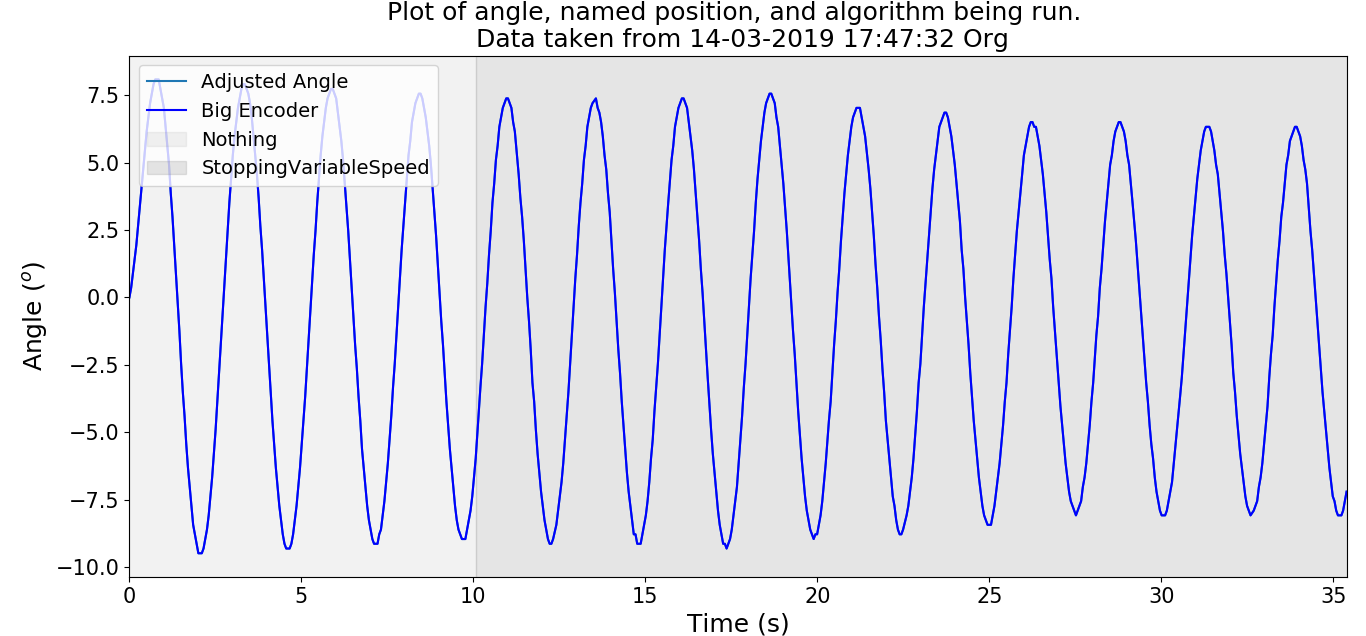 Plot of angle, named position, and algorithm being run.
Data taken from 14-03-2019 17:47:32 Org
Adjusted Angle
Big Encoder
Nothing
StoppingVariableSpeed
Angle (°)
7.5
5.0
2.5
0.0
−2.5
−5.0
−7.5
−10.0
0 5 10 15 20 25 30 35
Time (s)